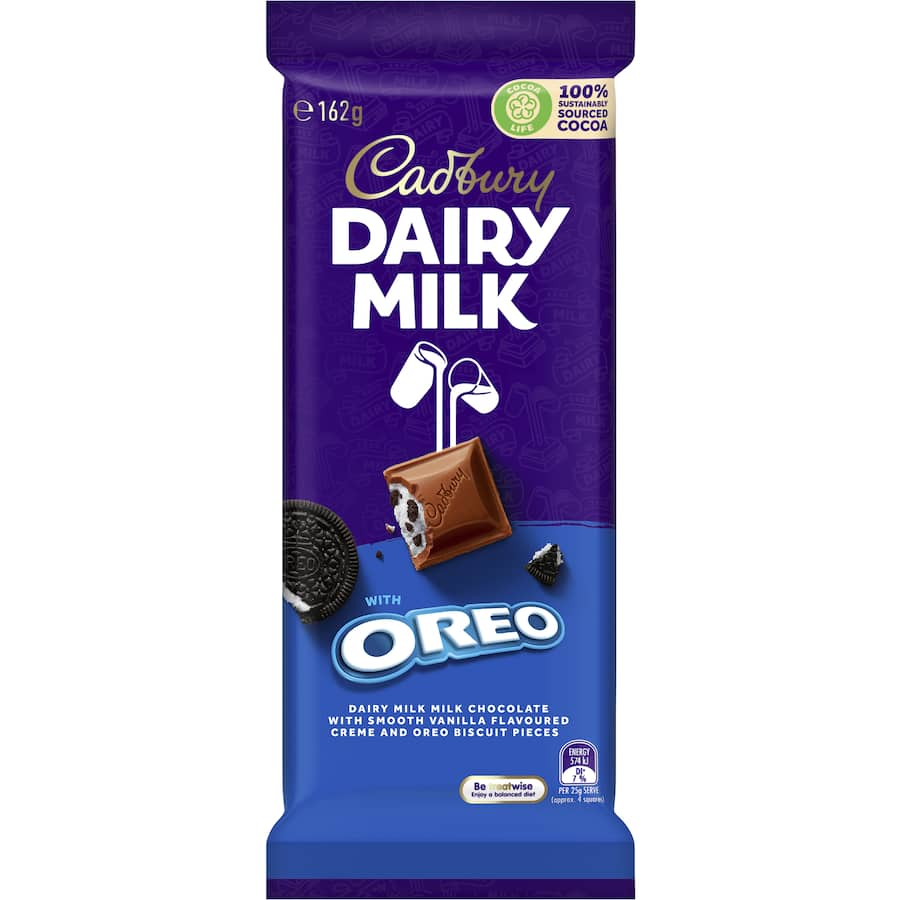 ℮162g
COCOA
LIFE
100%
SUSTAINABLY
SOURCED
COCOA
Cadbury
DAIRY
MILK
Cadbury
WITH
OREO
DAIRY MILK MILK CHOCOLATE
WITH SMOOTH VANILLA FLAVOURED
CREME AND OREO BISCUIT PIECES
ENERGY
574 kJ
DI*
7 %
PER 25g SERVE
(approx. 4 squares)
Be treatwise
Enjoy a balanced diet